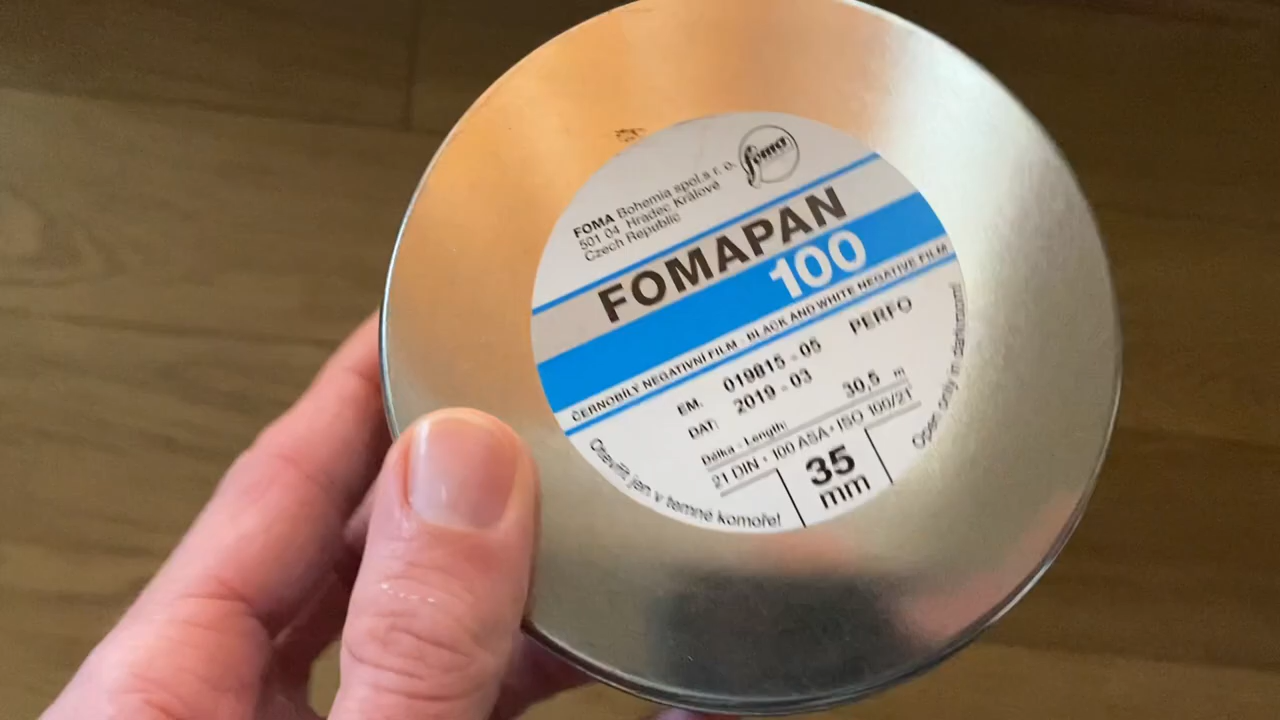 foma
FOMA Bohemia spol.s r. o.
501 04 Hradec Králové
Czech Republic
FOMAPAN
100
ČERNOBÍLÝ NEGATIVNÍ FILM - BLACK AND WHITE NEGATIVE FILM
EM. 019815 - 05 PERFO
DAT: 2019 - 03
Délka - Length: 30,5 m
21 DIN • 100 ASA • ISO 100/21
35
mm
Otevřít jen v temné komoře!
Open only in darkroom!